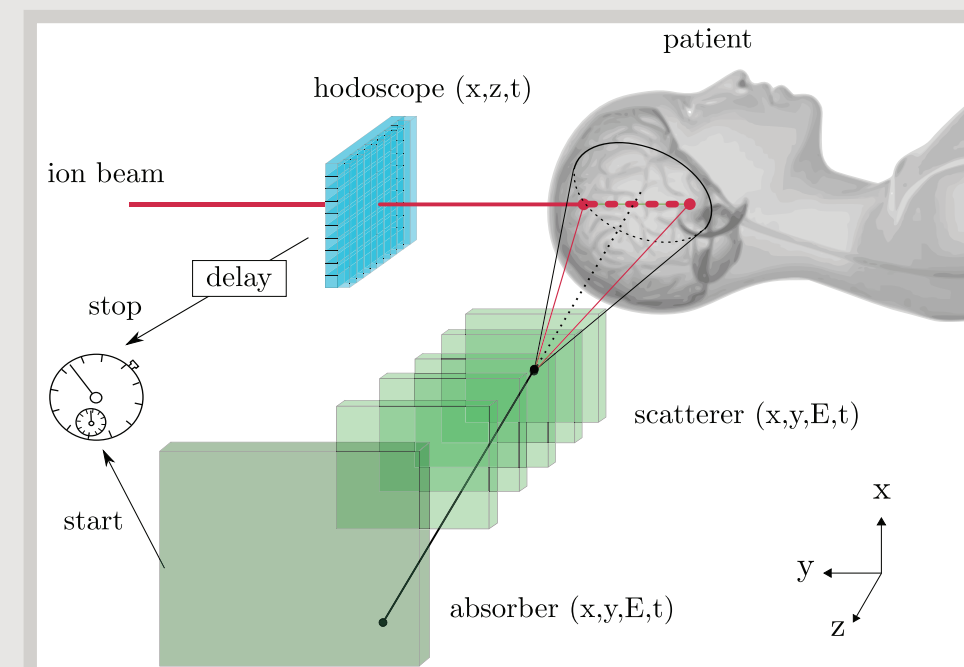 patient
hodoscope (x,z,t)
ion beam
delay
stop
scatterer (x,y,E,t)
start
absorber (x,y,E,t)
x
y
z